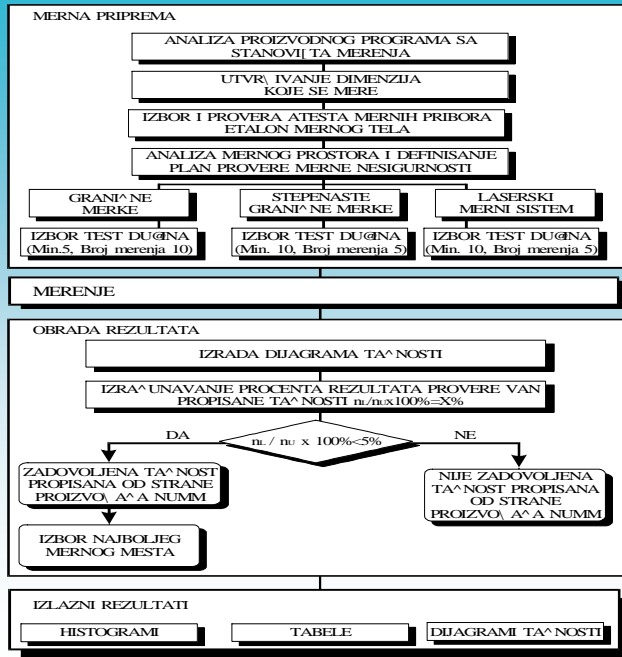 MERNA PRIPREMA
ANALIZA PROIZVODNOG PROGRAMA SA
STANOVI[ TA MERENJA
UTVR\ IVANJE DIMENZIJA
KOJE SE MERE
IZBOR I PROVERA ATESTA MERNIH PRIBORA
ETALON MERNOG TELA
ANALIZA MERNOG PROSTORA I DEFINISANJE
PLAN PROVERE MERNE NESIGURNOSTI
GRANI^ NE
MERKE
STEPENASTE
GRANI^ NE MERKE
LASERSKI
MERNI SISTEM
IZBOR TEST DU@INA
(Min.5, Broj merenja 10)
IZBOR TEST DU@INA
(Min. 10, Broj merenja 5)
IZBOR TEST DU@INA
(Min. 10, Broj merenja 5)
MERENJE
OBRADA REZULTATA
IZRADA DIJAGRAMA TA^ NOSTI
IZRA^ UNAVANJE PROCENTA REZULTATA PROVERE VAN
PROPISANE TA^ NOSTI nL/nUx100%=X%
DA
nL / nU x 100%<5%
NE
ZADOVOLJENA TA^ NOST
PROPISANA OD STRANE
PROIZVO\ A^ A NUMM
NIJE ZADOVOLJENA
TA^ NOST PROPISANA
OD STRANE
PROIZVO\ A^ A NUMM
IZBOR NAJBOLJEG
MERNOG MESTA
IZLAZNI REZULTATI
HISTOGRAMI
TABELE
DIJAGRAMI TA^ NOSTI